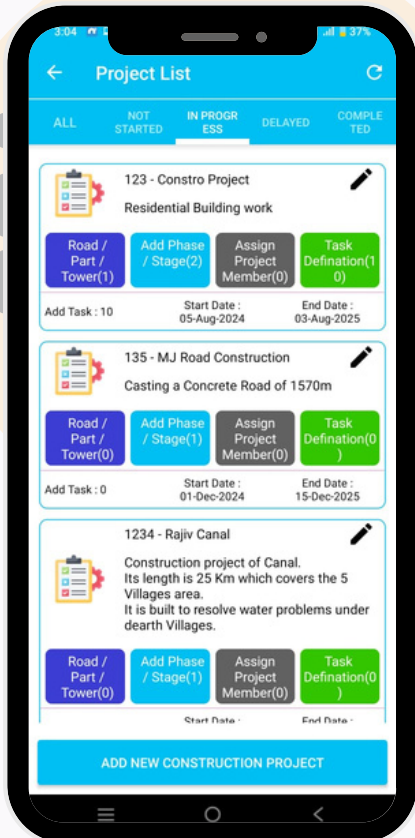 3:04
37%
Project List
ALL
NOT
STARTED
IN PROGR
ESS
DELAYED
COMPLE
TED
123 - Constro Project
Residential Building work
Road /
Part /
Tower(1)
Add Phase
/ Stage(2)
Assign
Project
Member(0)
Task
Defination(1
0)
Add Task : 10
Start Date :
05-Aug-2024
End Date :
03-Aug-2025
135 - MJ Road Construction
Casting a Concrete Road of 1570m
Road /
Part /
Tower(0)
Add Phase
/ Stage(1)
Assign
Project
Member(0)
Task
Defination(0
)
Add Task : 0
Start Date :
01-Dec-2024
End Date :
15-Dec-2025
1234 - Rajiv Canal
Construction project of Canal.
Its length is 25 Km which covers the 5
Villages area.
It is built to resolve water problems under
dearth Villages.
Road /
Part /
Tower(0)
Add Phase
/ Stage(1)
Assign
Project
Member(0)
Task
Defination(0
)
Start Date :
End Date :
ADD NEW CONSTRUCTION PROJECT